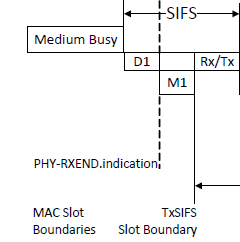 SIFS
Medium Busy
D1
Rx/Tx
M1
PHY-RXEND.indication
MAC Slot
Boundaries
TxSIFS
Slot Boundary